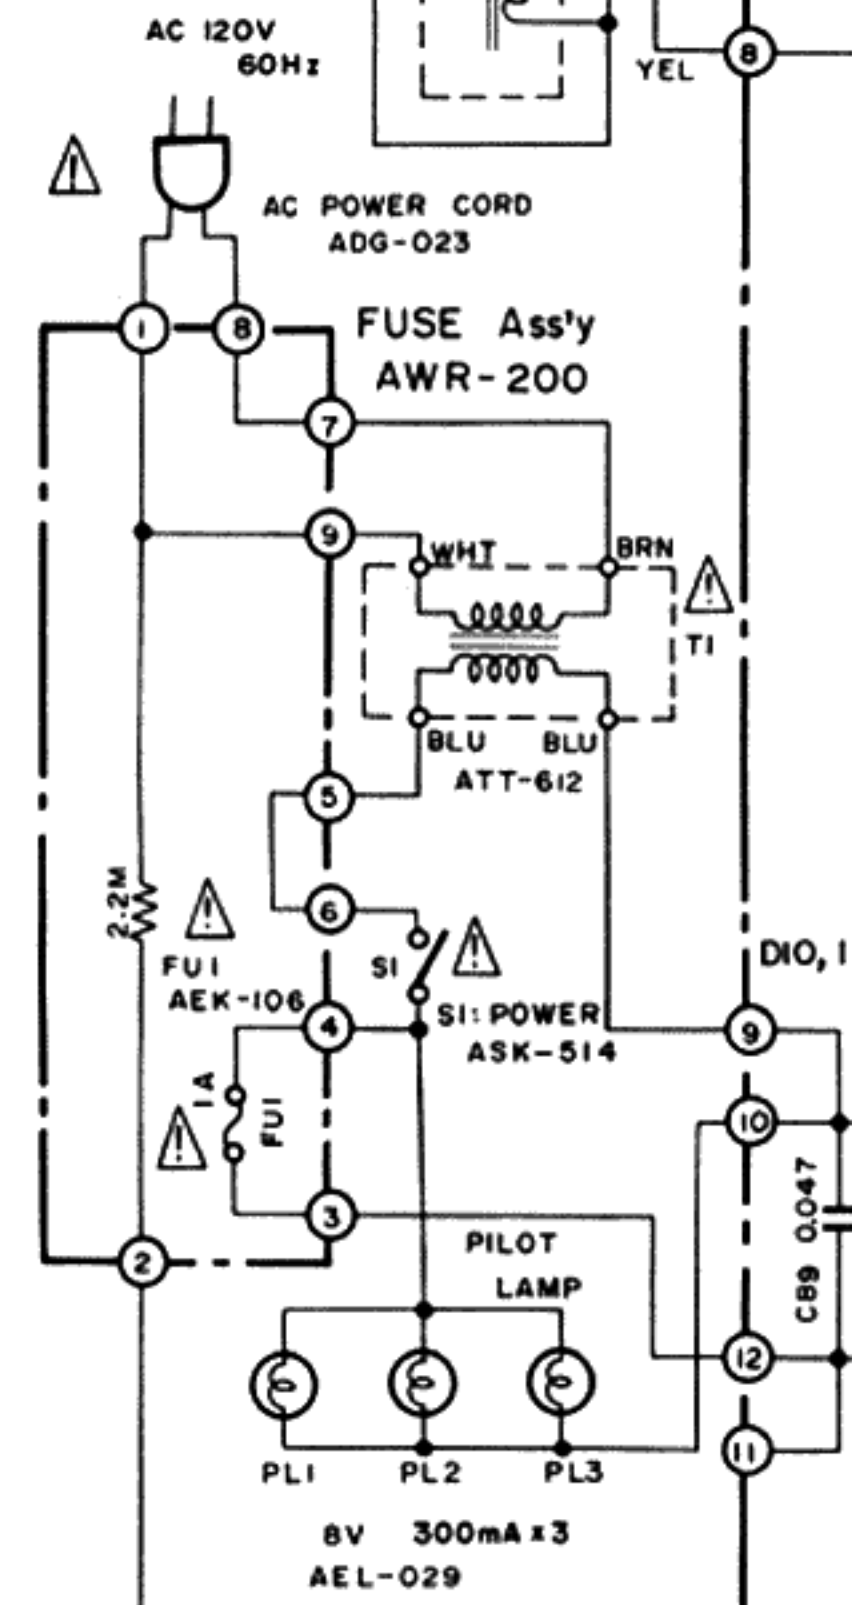 AC 120V
60Hz
YEL
8
AC POWER CORD
ADG-023
1
8
FUSE Ass'y
AWR-200
7
9
WHT
BRN
T1
BLU
BLU
ATT-612
5
2.2M
6
FU1
AEK-106
S1
DIO, 1
4
S1: POWER
ASK-514
9
1A
FU1
10
3
PILOT
LAMP
0.047
C89
2
12
11
PL1
PL2
PL3
8V 300mA x 3
AEL-029